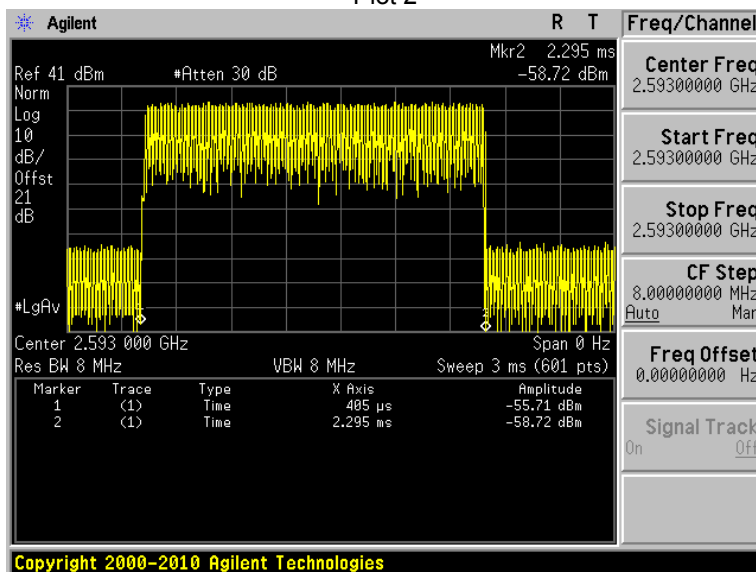 Agilent R T Freq/Channel
Mkr2 2.295 ms
Ref 41 dBm #Atten 30 dB -58.72 dBm
Norm
Log
10
dB/
Offst
21
dB
#LgAv
Center 2.593 000 GHz Span 0 Hz
Res BW 8 MHz VBW 8 MHz Sweep 3 ms (601 pts)
Marker Trace Type X Axis Amplitude
1 (1) Time 405 µs -55.71 dBm
2 (1) Time 2.295 ms -58.72 dBm
Copyright 2000-2010 Agilent Technologies
Center Freq
2.59300000 GHz
Start Freq
2.59300000 GHz
Stop Freq
2.59300000 GHz
CF Step
8.00000000 MHz
Auto Man
Freq Offset
0.00000000 Hz
Signal Track
On Off